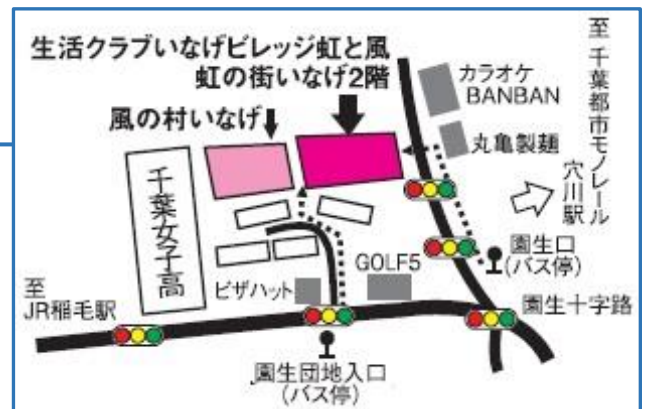 生活クラブいなげビレッジ虹と風
虹の街いなげ2階
風の村いなげ
千葉女子高
カラオケ
BANBAN
丸亀製麺
至 千葉都市モノレール
穴川駅
園生口
(バス停)
GOLF5
ピザハット
園生十字路
至
JR稲毛駅
園生団地入口
(バス停)